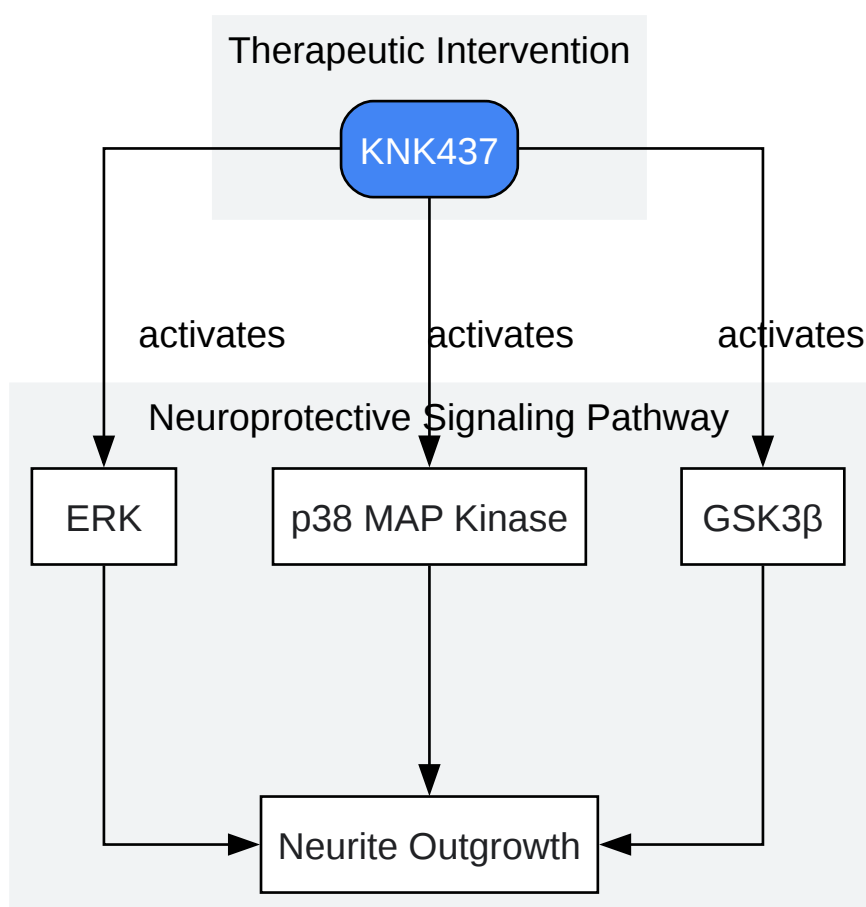 Therapeutic Intervention
KNK437
activates activates activates
Neuroprotective Signaling Pathway
ERK p38 MAP Kinase GSK3β
Neurite Outgrowth